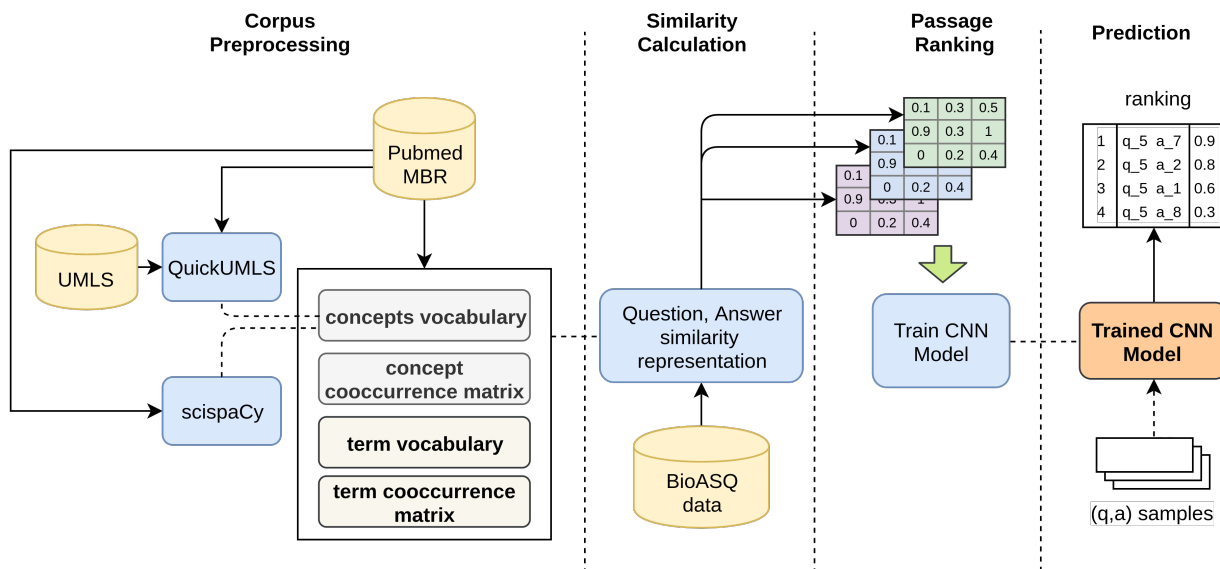 Corpus
Preprocessing
Similarity
Calculation
Passage
Ranking
Prediction
Pubmed
MBR
UMLS
QuickUMLS
scispaCy
concepts vocabulary
concept
cooccurrence matrix
term vocabulary
term cooccurrence
matrix
Question, Answer
similarity
representation
BioASQ
data
0.1 0.3 0.5
0.9 0.3 1
0 0.2 0.4
0.1
0.9
0 0.2 0.4
0.1
0.9
0 0.2 0.4
Train CNN
Model
ranking
1 q_5 a_7 0.9
2 q_5 a_2 0.8
3 q_5 a_1 0.6
4 q_5 a_8 0.3
Trained CNN
Model
(q,a) samples